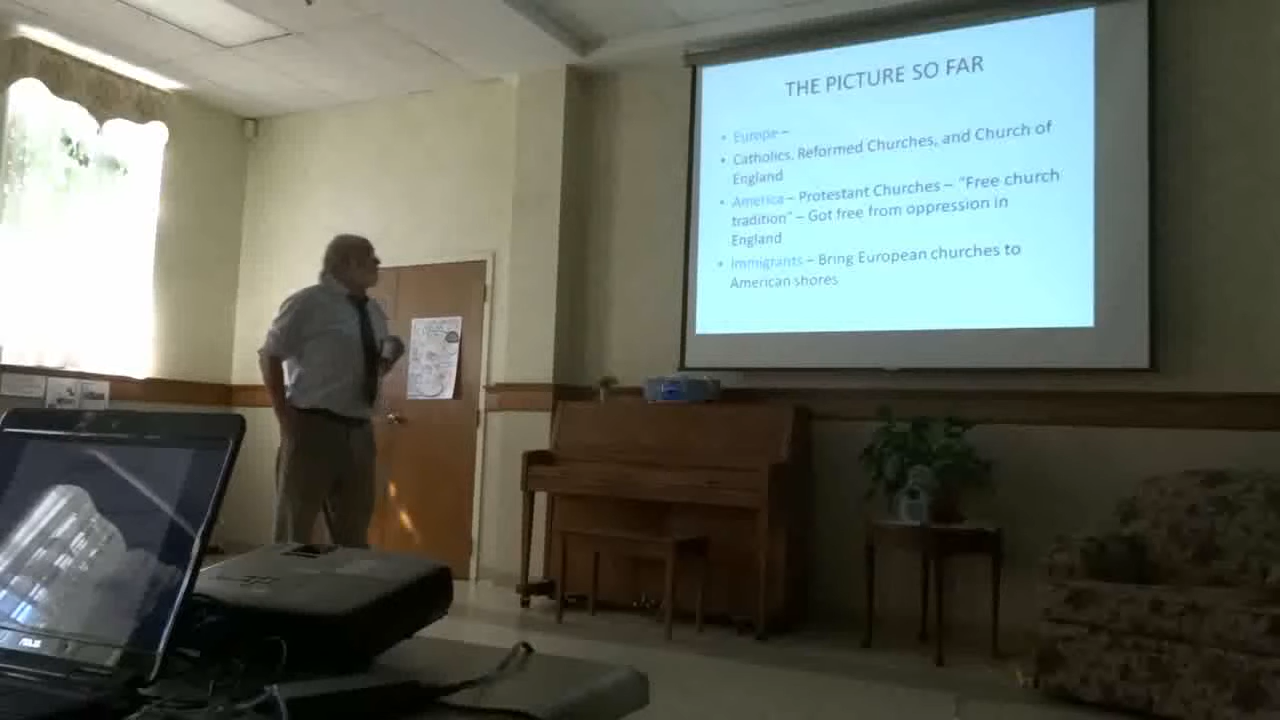 THE PICTURE SO FAR
• Europe –
• Catholics, Reformed Churches, and Church of
England
• America – Protestant Churches – "Free church
tradition" – Got free from oppression in
England
• Immigrants – Bring European churches to
American shores
ASUS